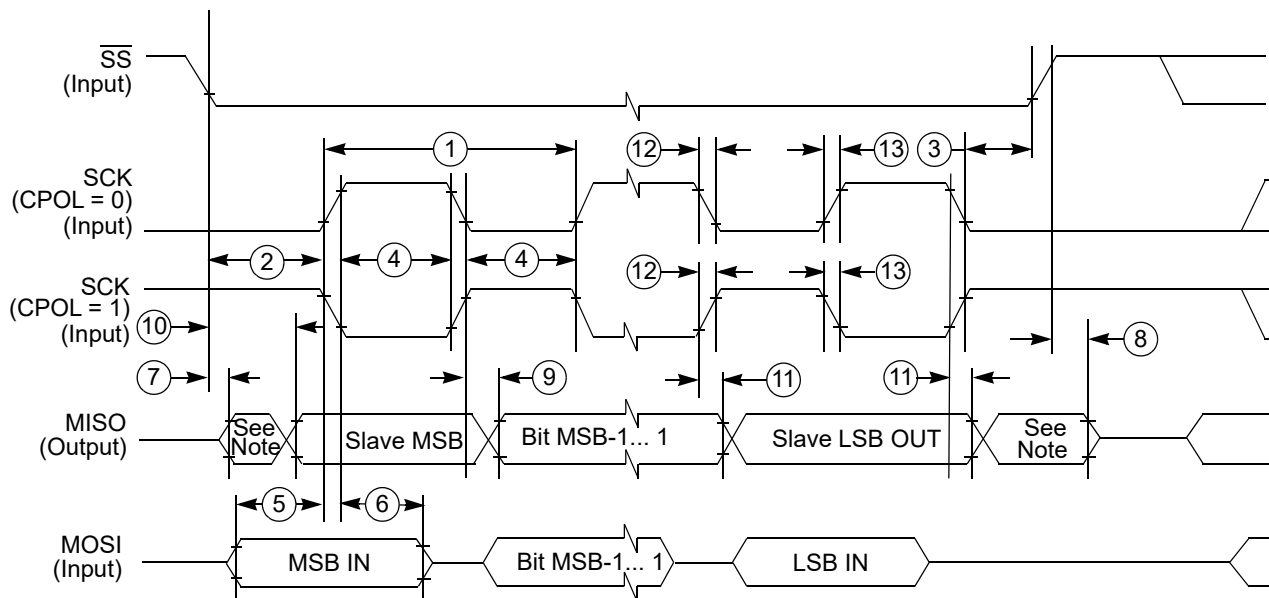 SS
(Input)
1
12
13
3
SCK
(CPOL = 0)
(Input)
2
4
4
12
13
SCK
(CPOL = 1)
(Input)
10
8
7
9
11
11
MISO
(Output)
See
Note
Slave MSB
Bit MSB-1... 1
Slave LSB OUT
See
Note
5
6
MOSI
(Input)
MSB IN
Bit MSB-1... 1
LSB IN